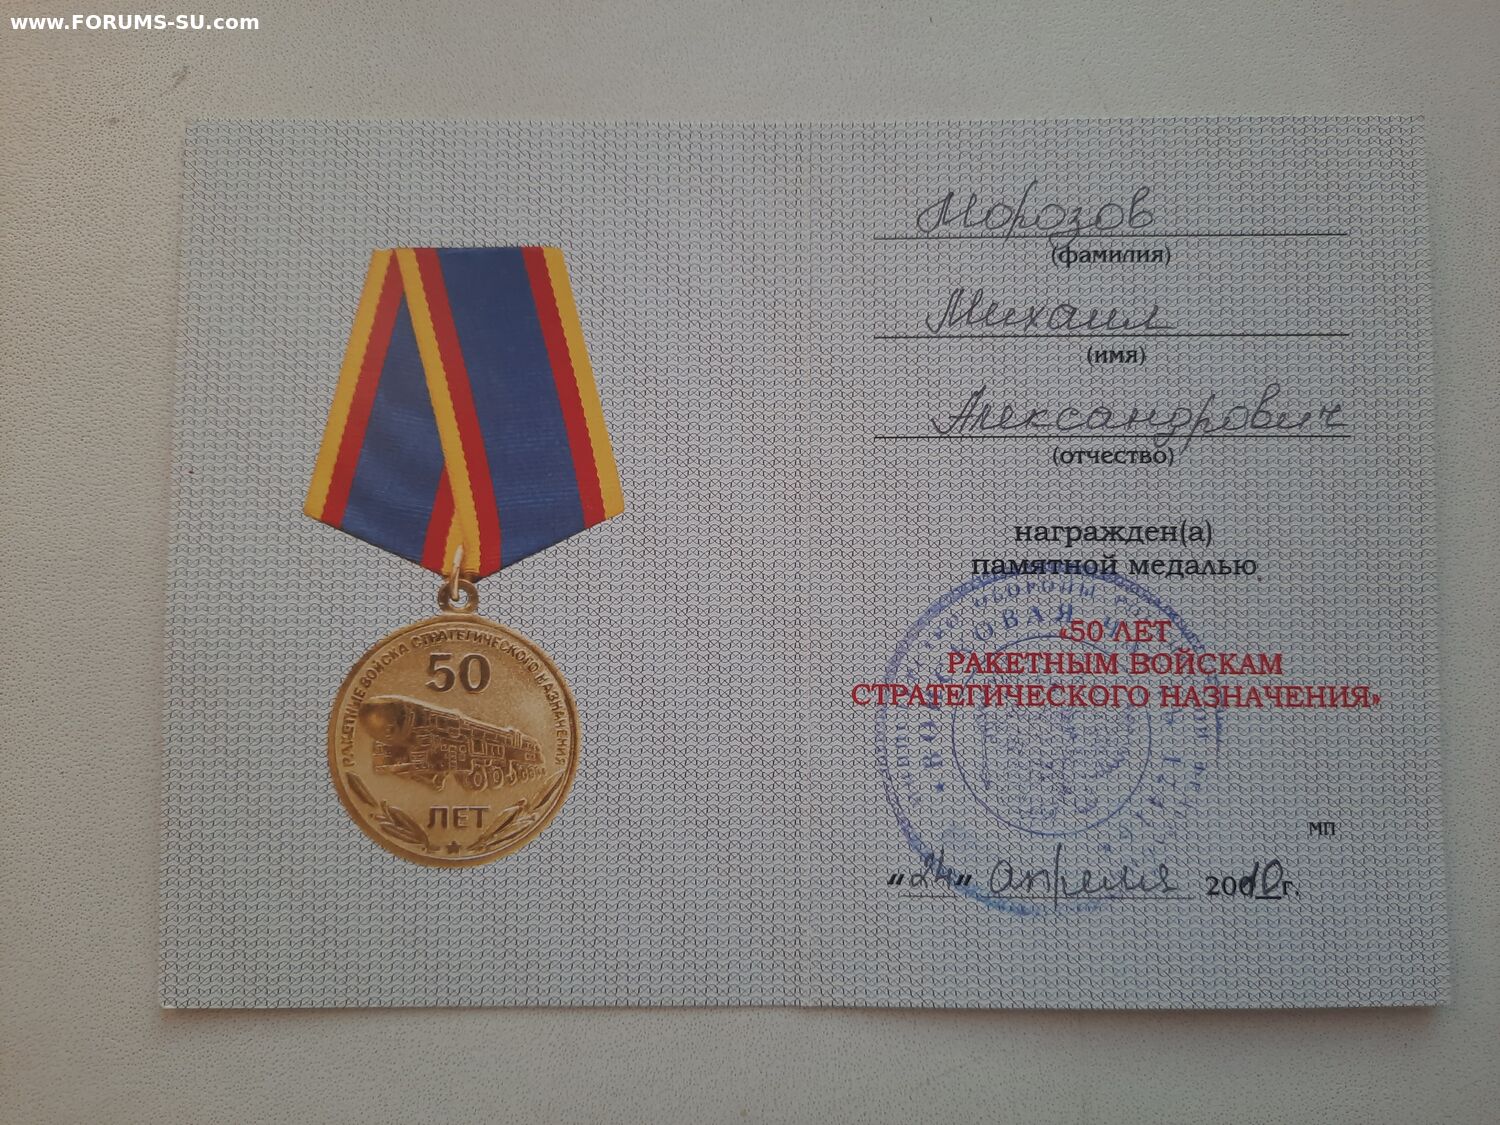 www.FORUMS-SU.com
Морозов
(фамилия)
Михаил
(имя)
Александрович
(отчество)
награжден(а)
памятной медалью
«50 ЛЕТ
РАКЕТНЫМ ВОЙСКАМ
СТРАТЕГИЧЕСКОГО НАЗНАЧЕНИЯ»
МП
"24" апреля 2010 г.
РАКЕТНЫЕ ВОЙСКА СТРАТЕГИЧЕСКОГО НАЗНАЧЕНИЯ
50
ЛЕТ